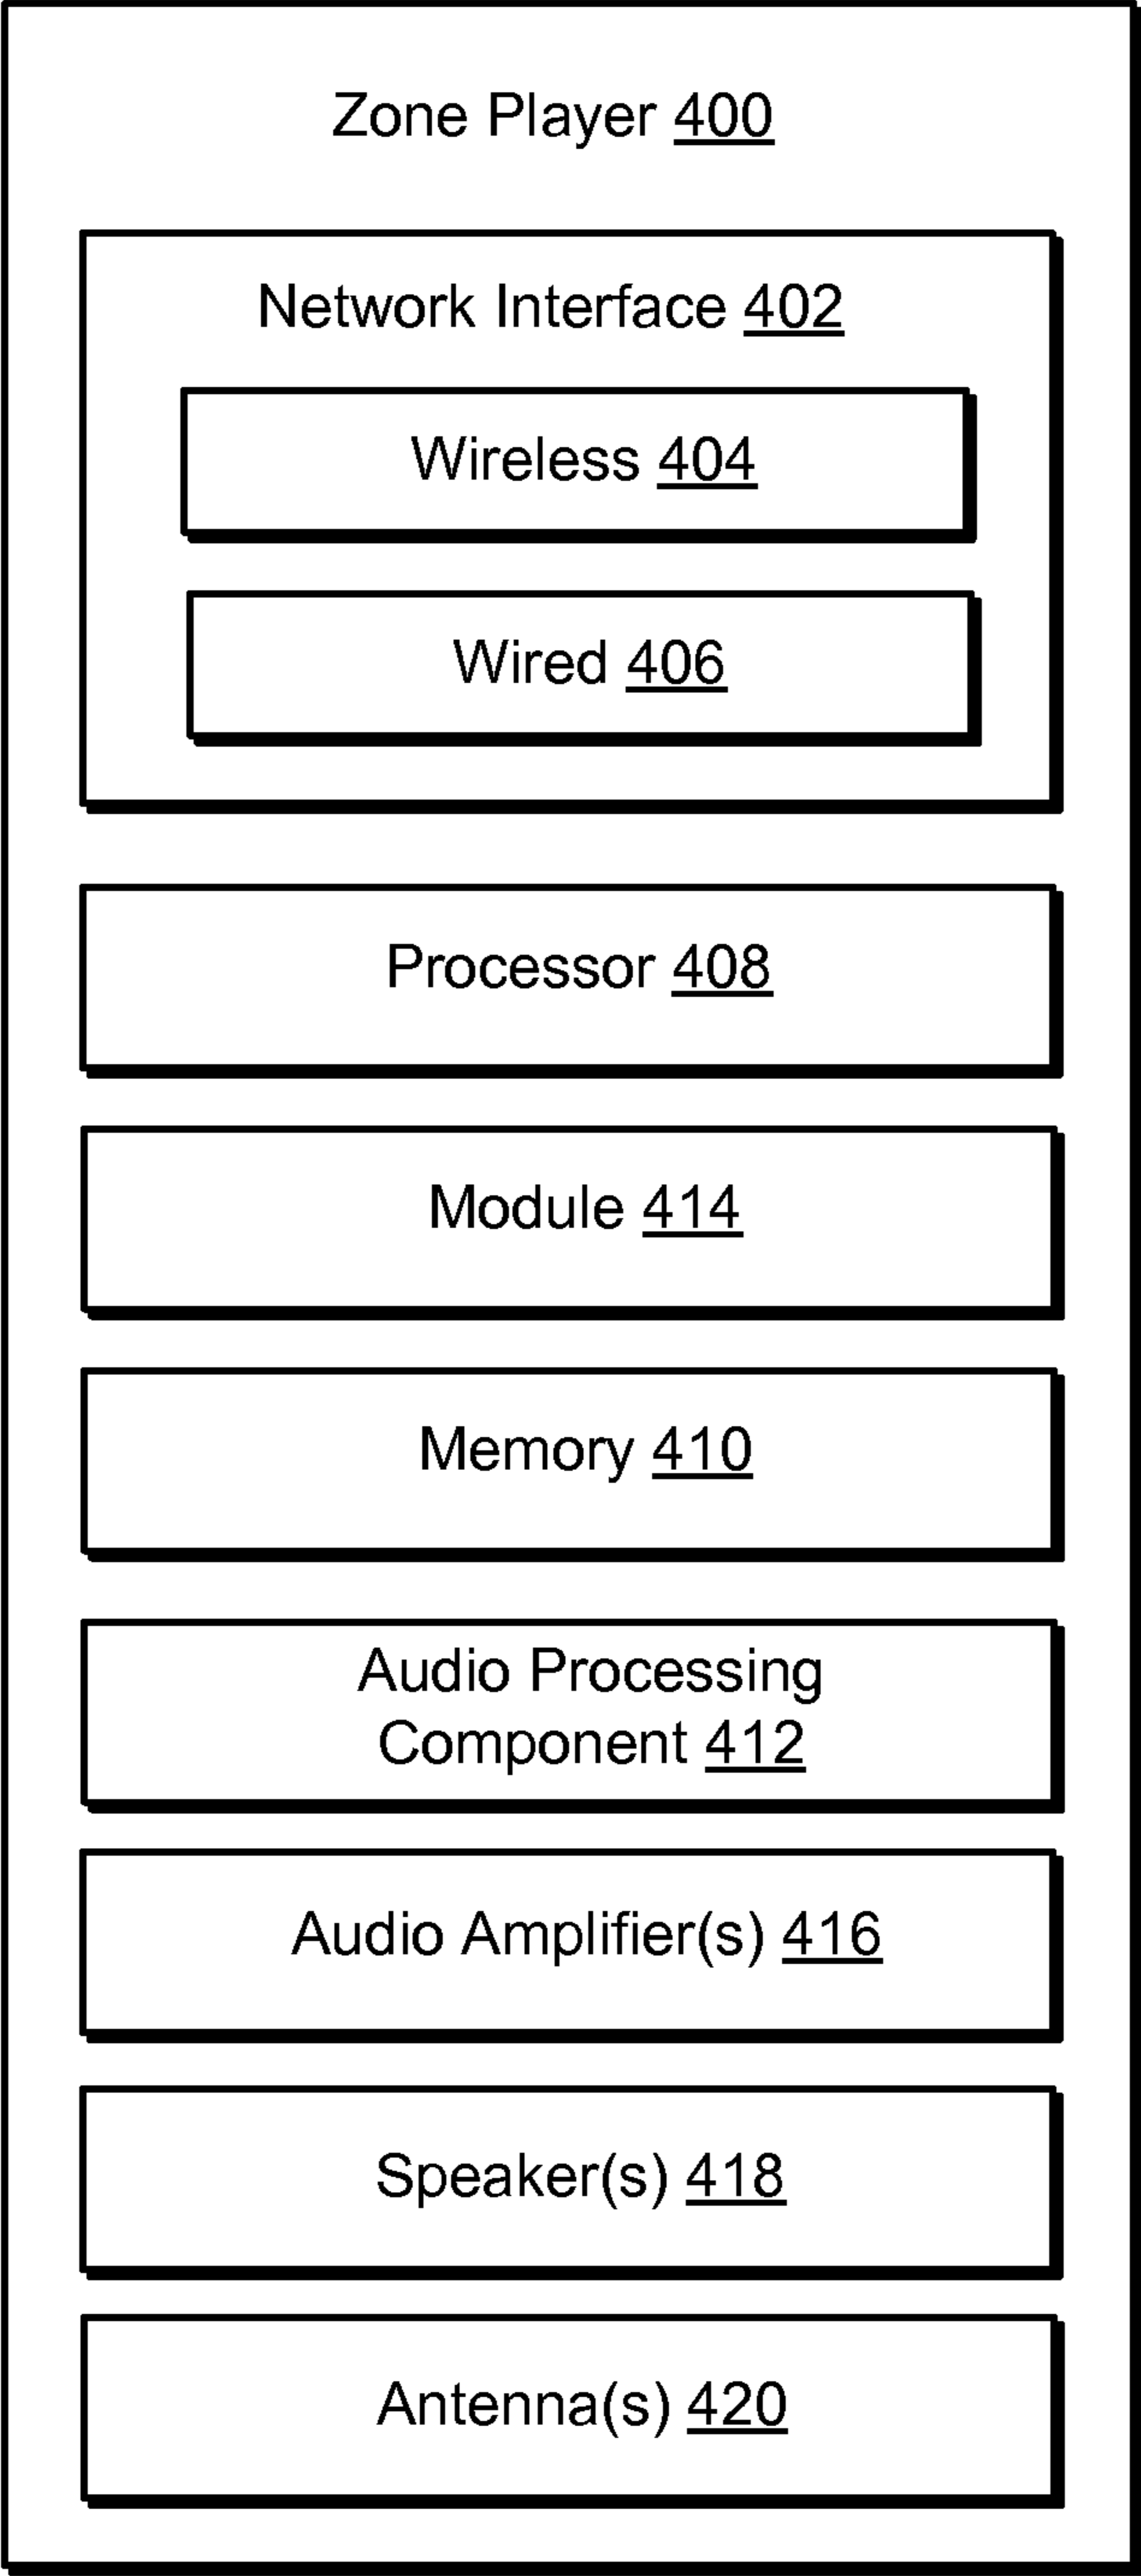 Zone Player 400
Network Interface 402
Wireless 404
Wired 406
Processor 408
Module 414
Memory 410
Audio Processing
Component 412
Audio Amplifier(s) 416
Speaker(s) 418
Antenna(s) 420